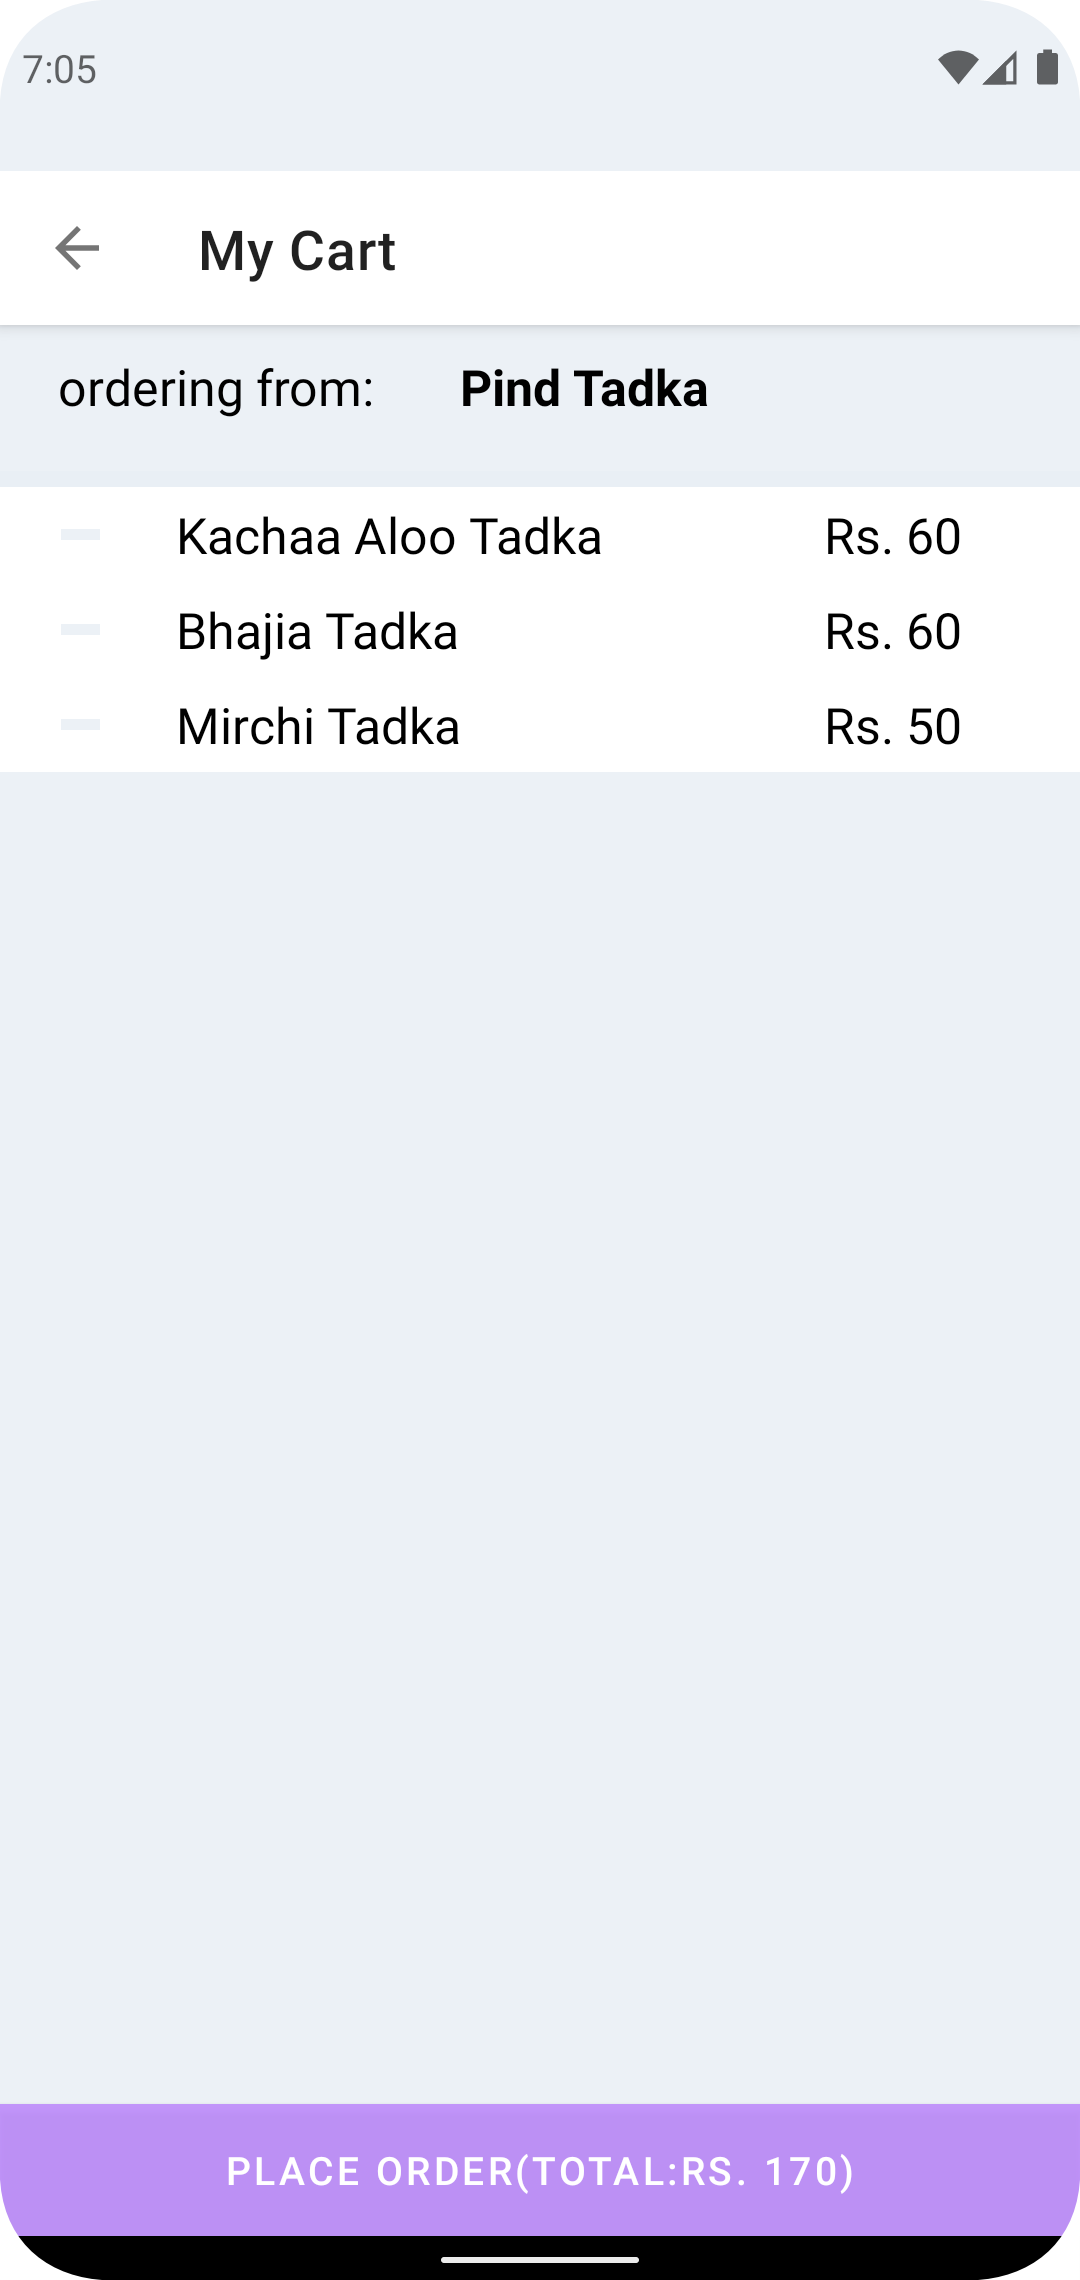 7:05
My Cart
ordering from: Pind Tadka
Kachaa Aloo Tadka Rs. 60
Bhajia Tadka Rs. 60
Mirchi Tadka Rs. 50
PLACE ORDER(TOTAL:RS. 170)